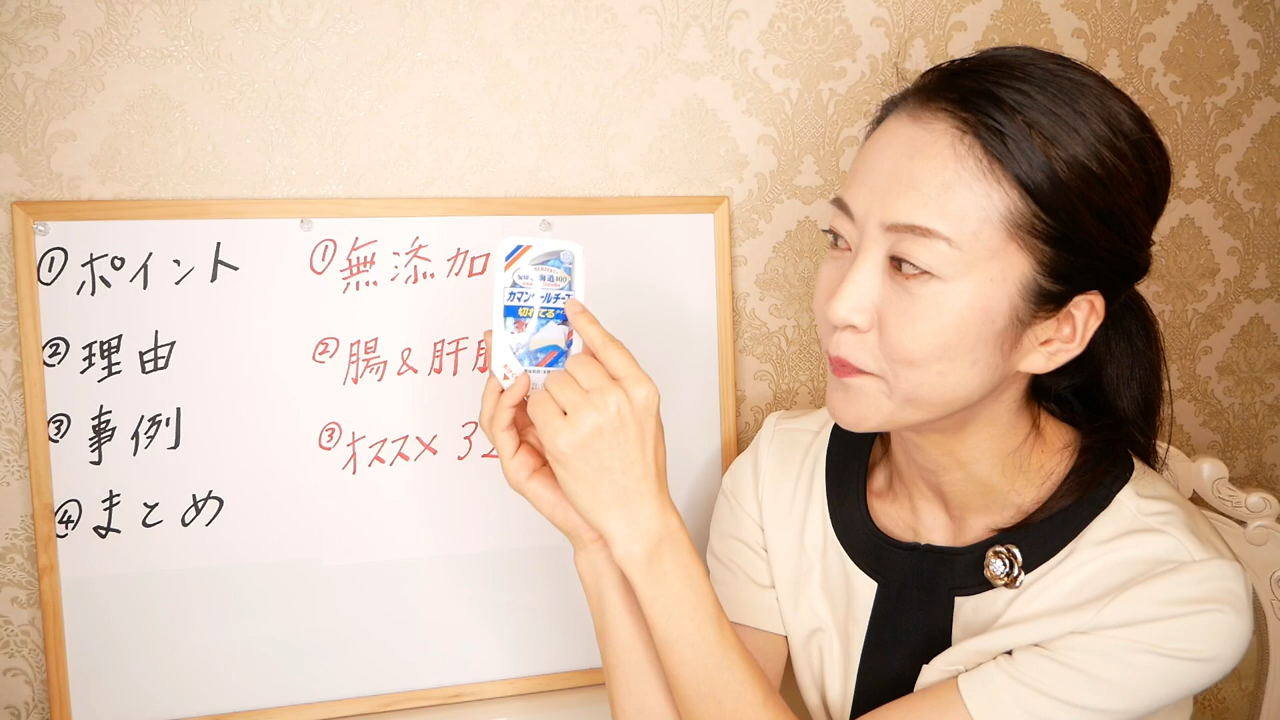 ①ポイント
②理由
③事例
④まとめ
①無添加
②腸&肝
③オススメ 3
北海道100
カマンベールチーズ
切れてる